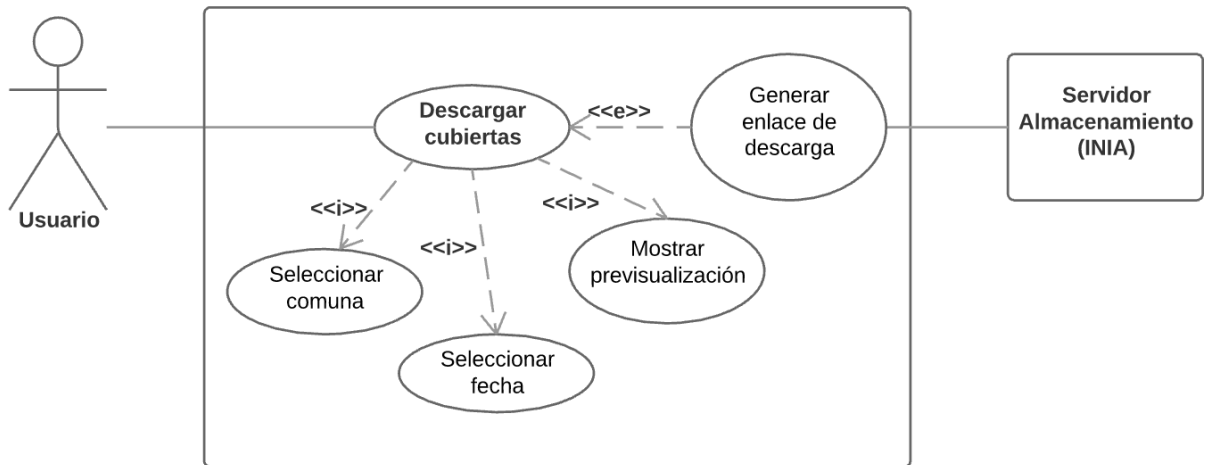 Usuario
Descargar
cubiertas
<<e>>
Generar
enlace de
descarga
Servidor
Almacenamiento
(INIA)
<<i>>
<<i>>
<<i>>
Seleccionar
comuna
Seleccionar
fecha
Mostrar
previsualización